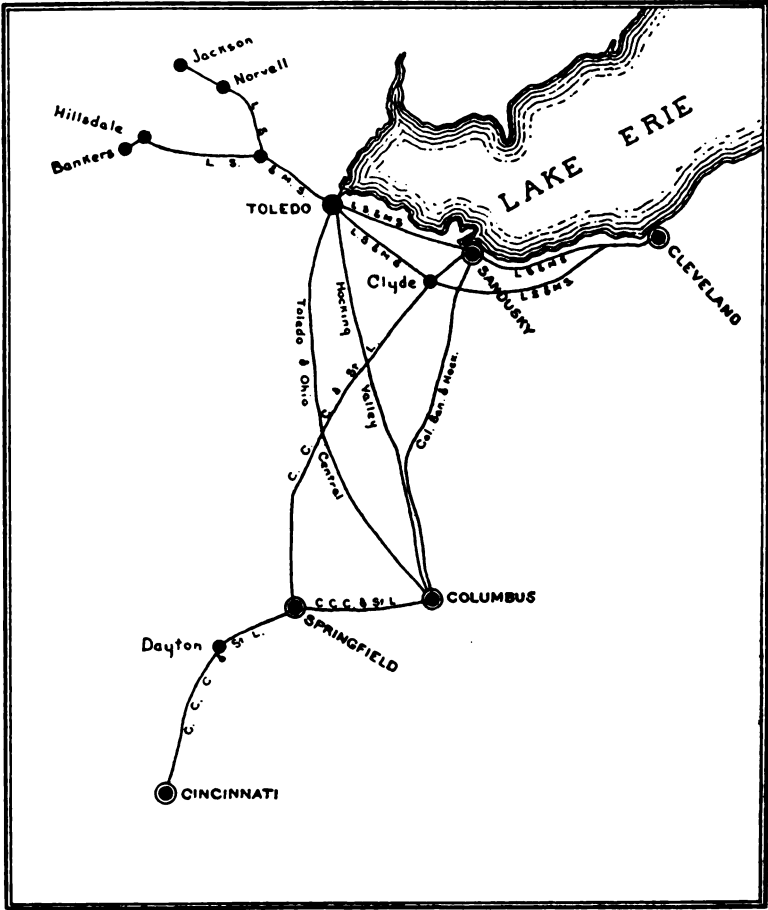 Jackson
Norvell
L S
Hillsdale
Bankers
L S.
& M. S
LAKE ERIE
TOLEDO
L S & M S
L S & M S
Clyde
SANDUSKY
L S & M S
L S & M S
CLEVELAND
Toledo & Ohio Central
Hocking Valley
C. C. C. & St L.
Col. San. & Hock.
C C C. & St L
COLUMBUS
SPRINGFIELD
Dayton
C. C. C & St L.
CINCINNATI